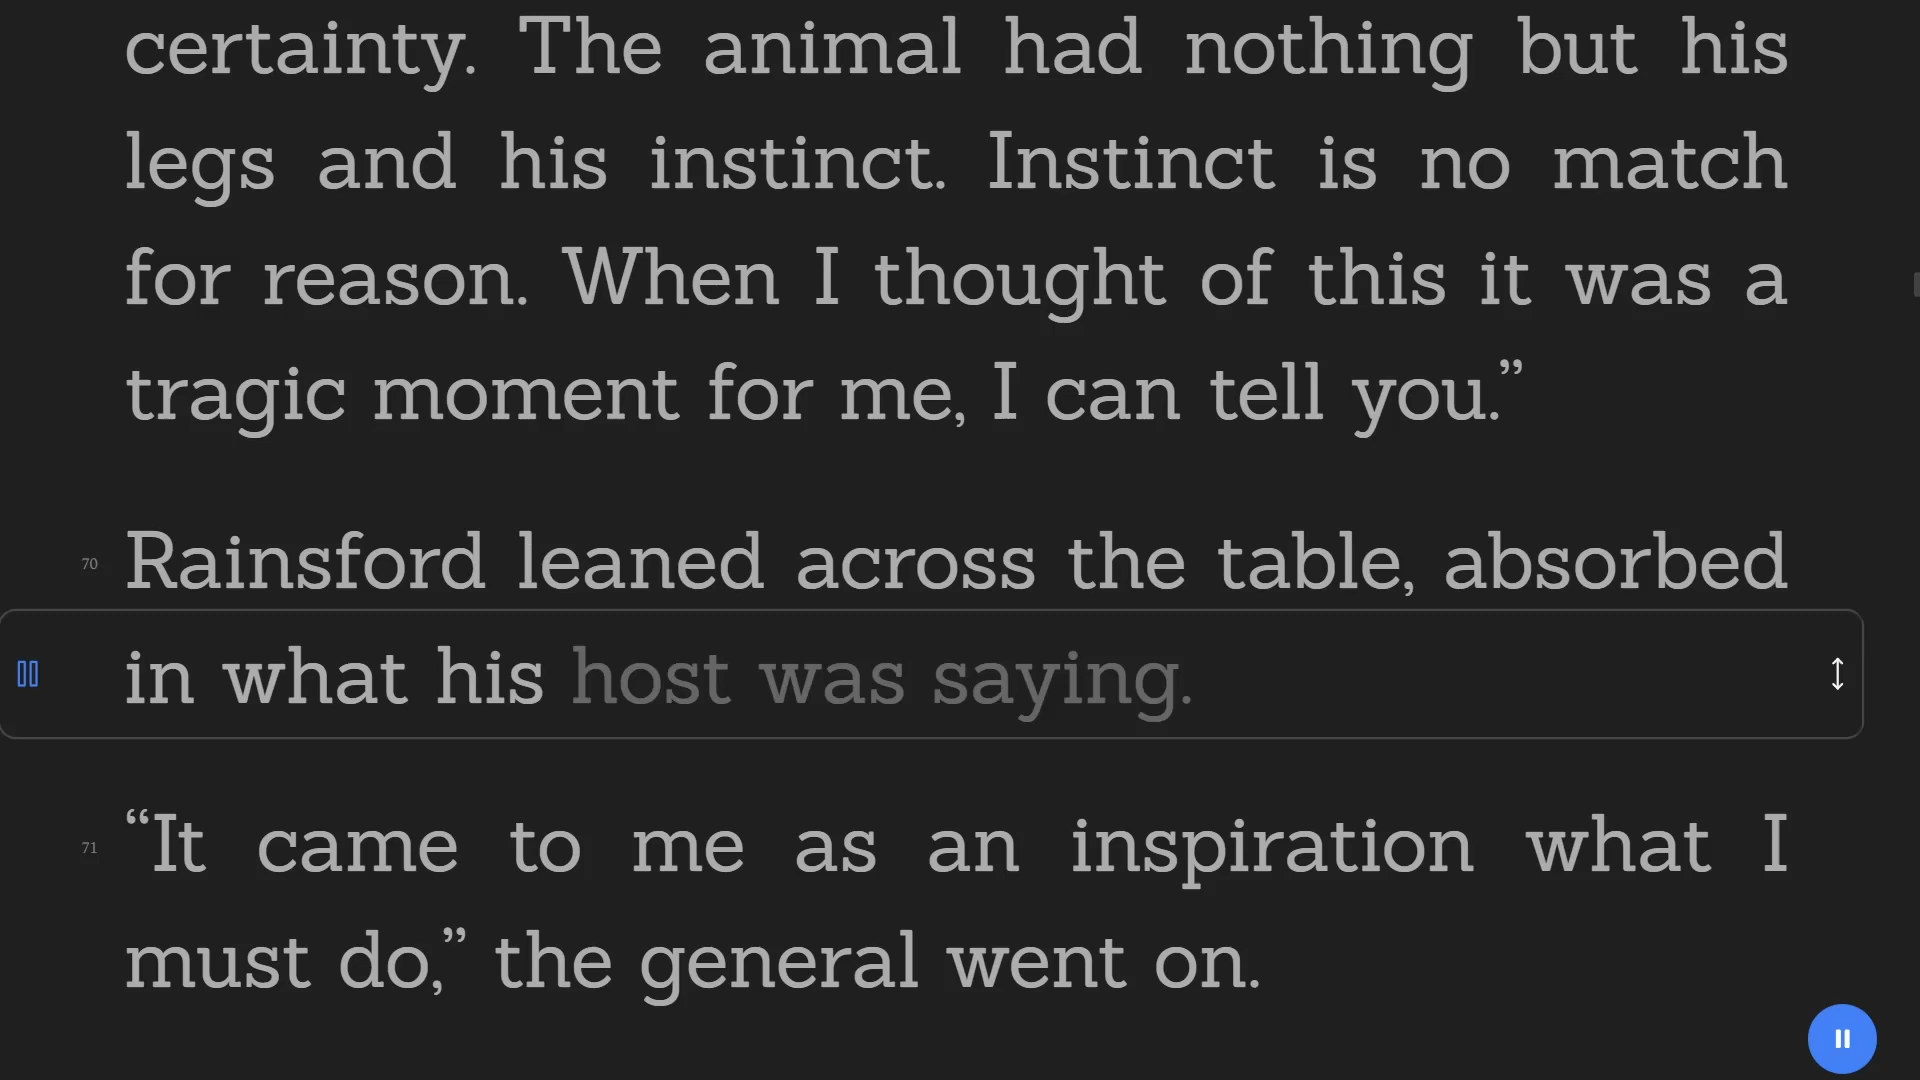 certainty. The animal had nothing but his
legs and his instinct. Instinct is no match
for reason. When I thought of this it was a
tragic moment for me, I can tell you.”
70 Rainsford leaned across the table, absorbed
in what his host was saying.
71 “It came to me as an inspiration what I
must do,” the general went on.